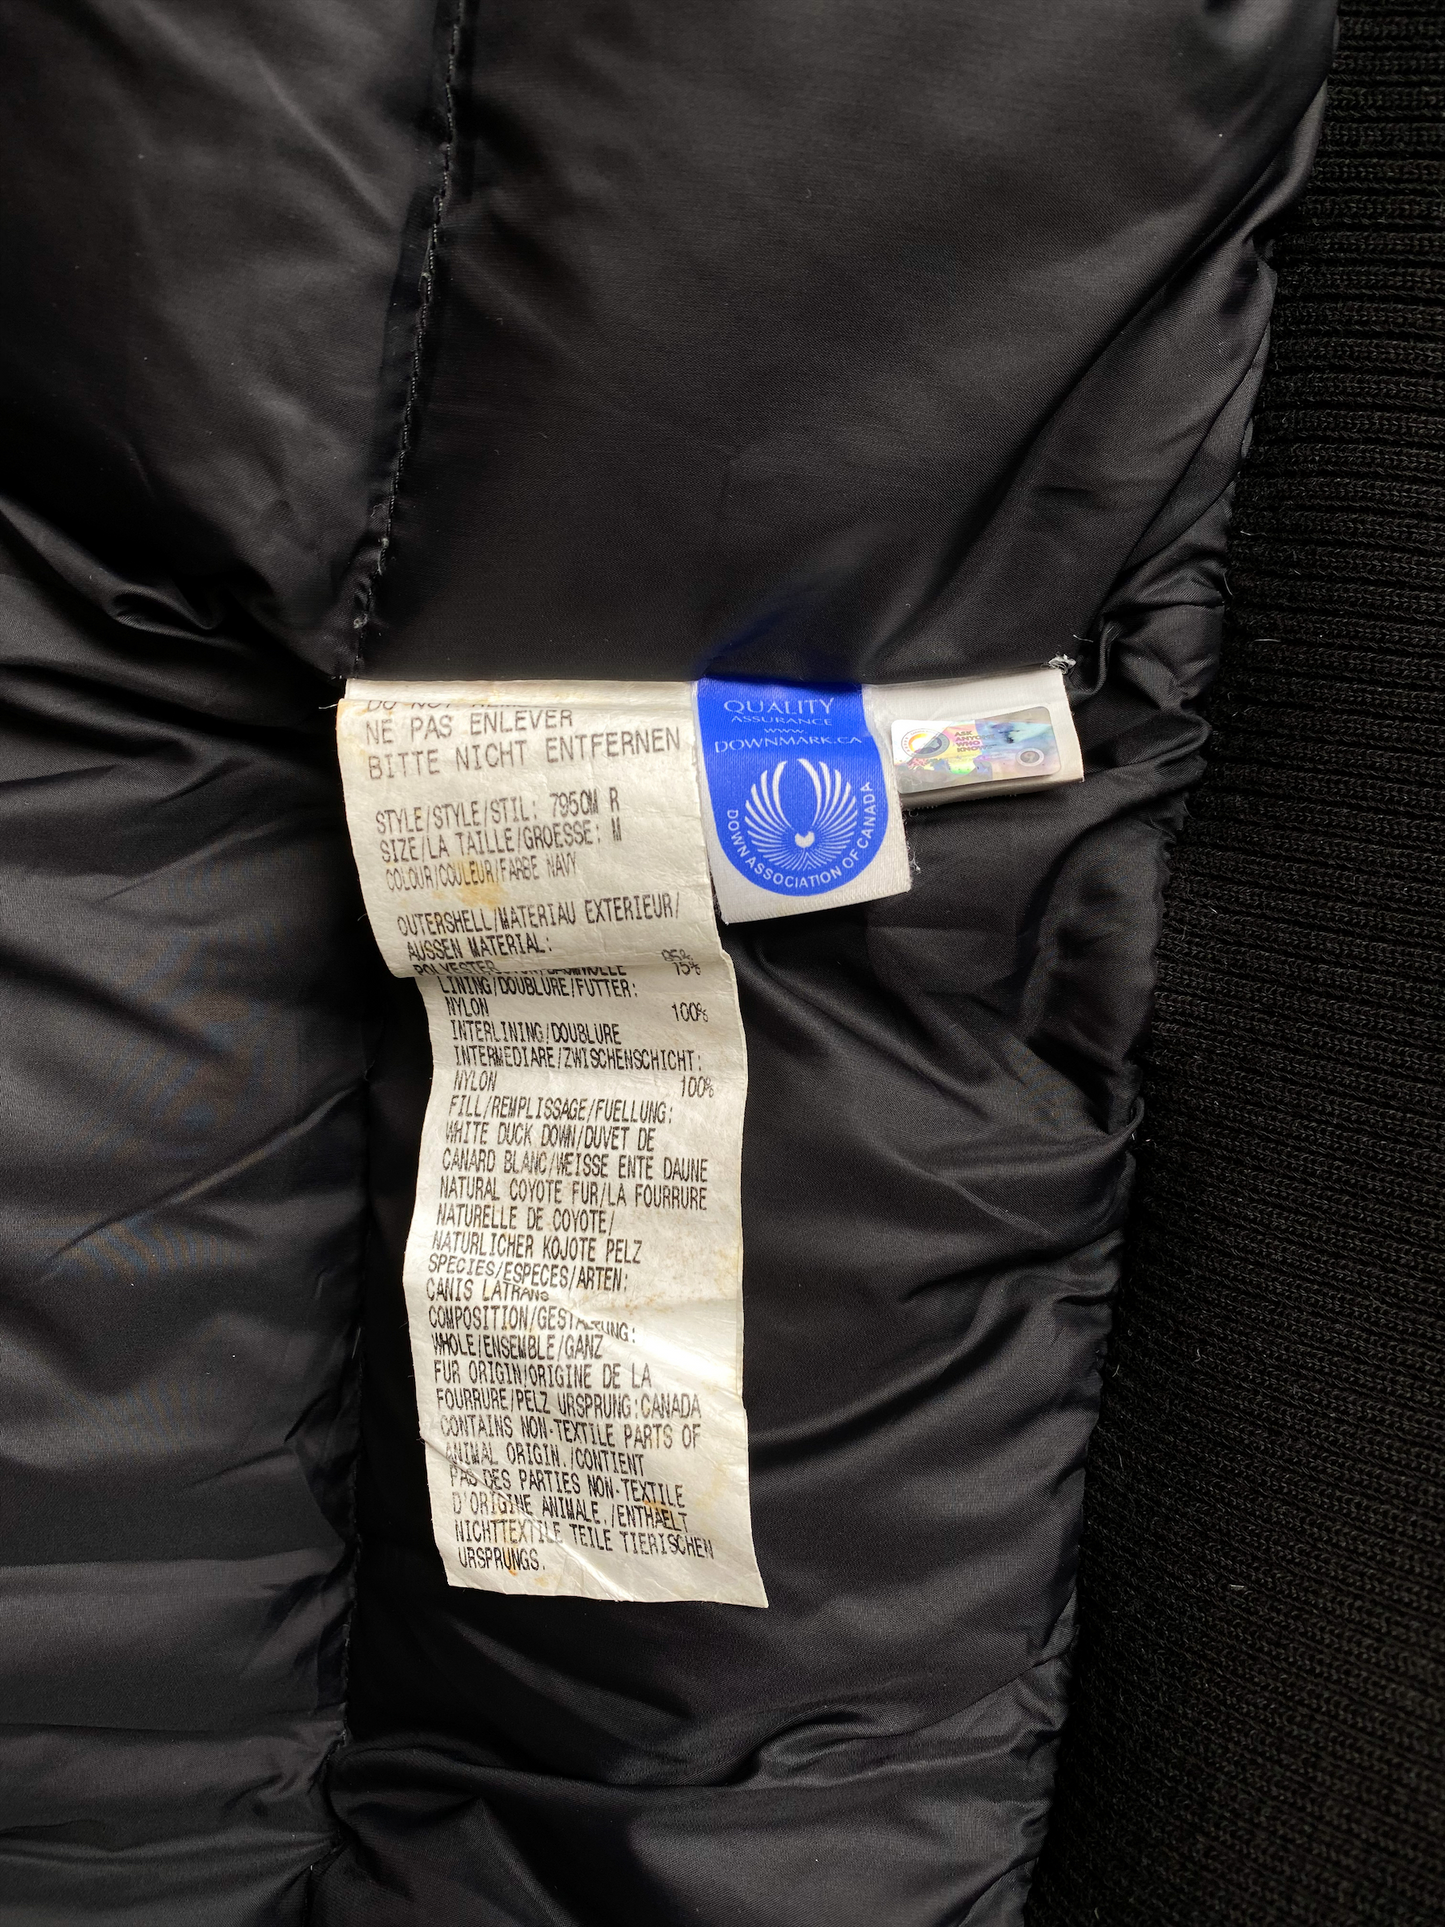 NE PAS ENLEVER
BITTE NICHT ENTFERNEN
STYLE/STYLE/STIL: 7950M R
SIZE/LA TAILLE/GROESSE: M
COLOUR/COULEUR/FARBE NAVY
OUTERSHELL/MATERIAU EXTERIEUR/
AUSSEN MATERIAL:
POLYESTER
15%
LINING/DOUBLURE/FUTTER:
NYLON 100%
INTERLINING/DOUBLURE
INTERMEDIARE/ZWISCHENSCHICHT:
NYLON 100%
FILL/REMPLISSAGE/FUELLUNG:
WHITE DUCK DOWN/DUVET DE
CANARD BLANC/WEISSE ENTE DAUNE
NATURAL COYOTE FUR/LA FOURRURE
NATURELLE DE COYOTE/
NATURLICHER KOJOTE PELZ
SPECIES/ESPECES/ARTEN:
CANIS LATRANS
COMPOSITION/GESTALTUNG:
WHOLE/ENSEMBLE/GANZ
FUR ORIGIN/ORIGINE DE LA
FOURRURE/PELZ URSPRUNG:CANADA
CONTAINS NON-TEXTILE PARTS OF
ANIMAL ORIGIN./CONTIENT
PAS DES PARTIES NON-TEXTILE
D'ORIGINE ANIMALE./ENTHAELT
NICHTTEXTILE TEILE TIERISCHEN
URSPRUNGS.
QUALITY
ASSURANCE
www.
DOWNMARK.CA
DOWN ASSOCIATION OF CANADA
ASK
WHO